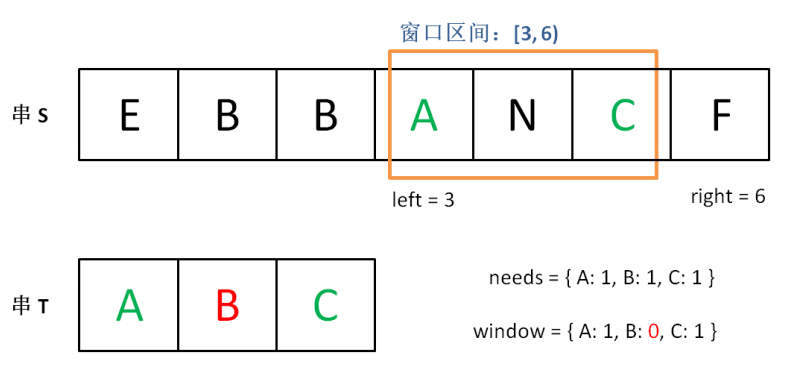 窗口区间：[3, 6)
串 S E B B A N C F
left = 3 right = 6
串 T A B C
needs = { A: 1, B: 1, C: 1 }
window = { A: 1, B: 0, C: 1 }